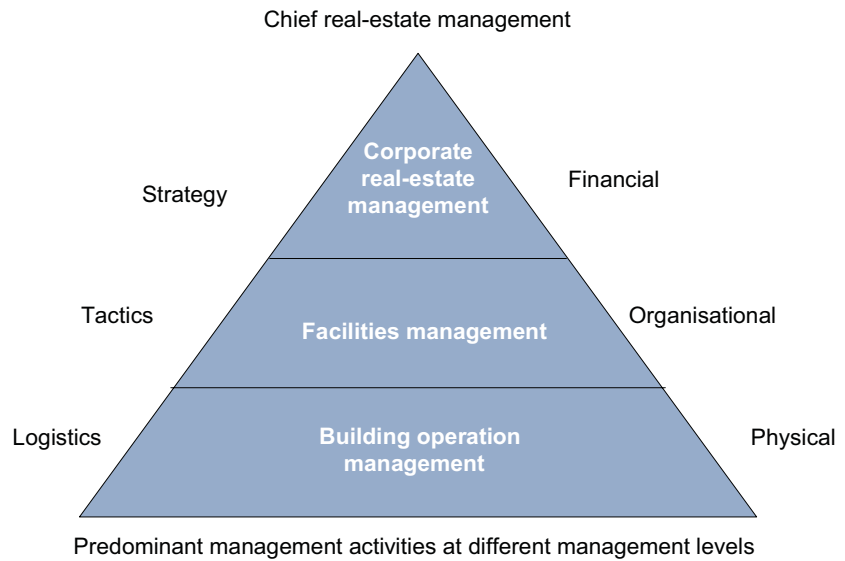 Chief real-estate management
Corporate
real-estate
management
Strategy
Financial
Tactics
Facilities management
Organisational
Logistics
Building operation
management
Physical
Predominant management activities at different management levels